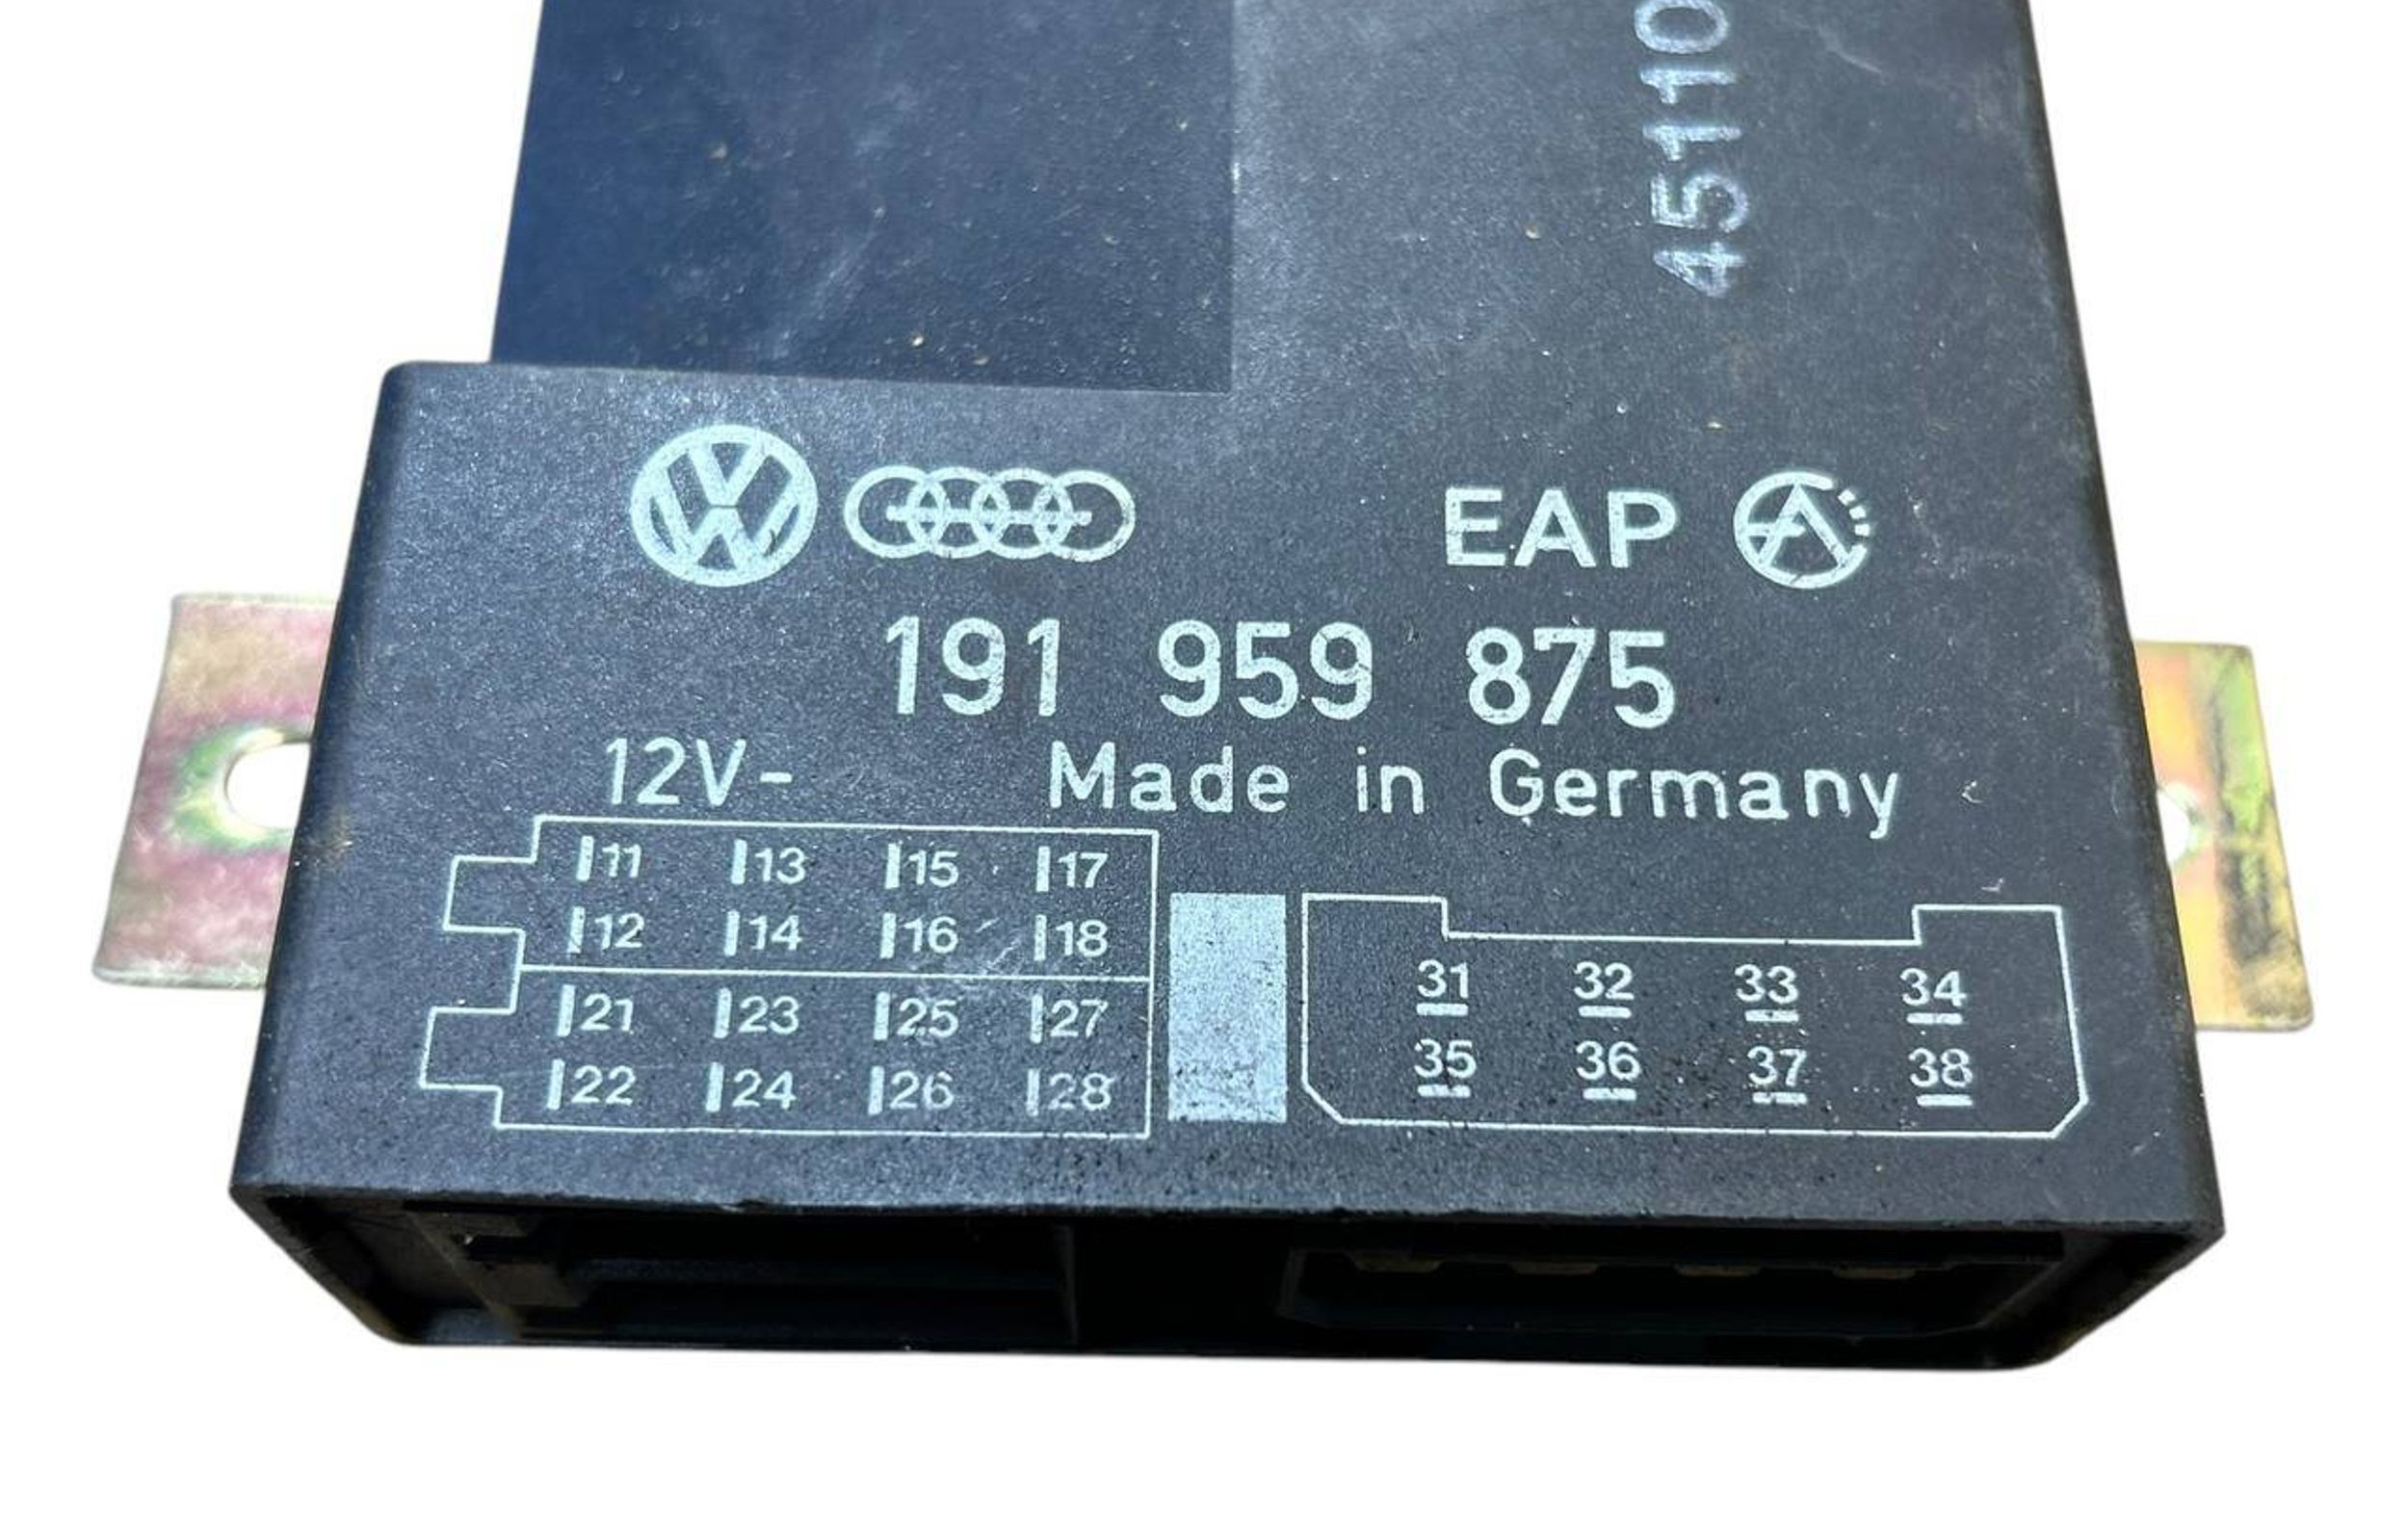 45110
EAP
191 959 875
12V- Made in Germany
11 13 15 17
12 14 16 18
21 23 25 27
22 24 26 28
31 32 33 34
35 36 37 38